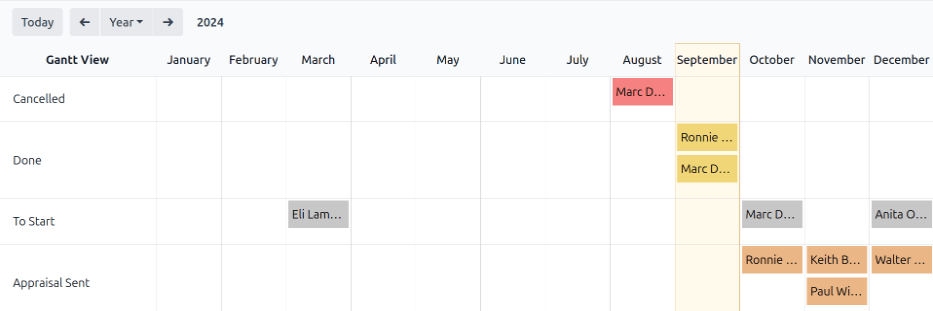 Today Year 2024
Gantt View January February March April May June July August September October November December
Cancelled Marc D...
Done Ronnie ...
Marc D...
To Start Eli Lam... Marc D... Anita O...
Appraisal Sent Ronnie ... Keith B... Walter ...
Paul Wi...